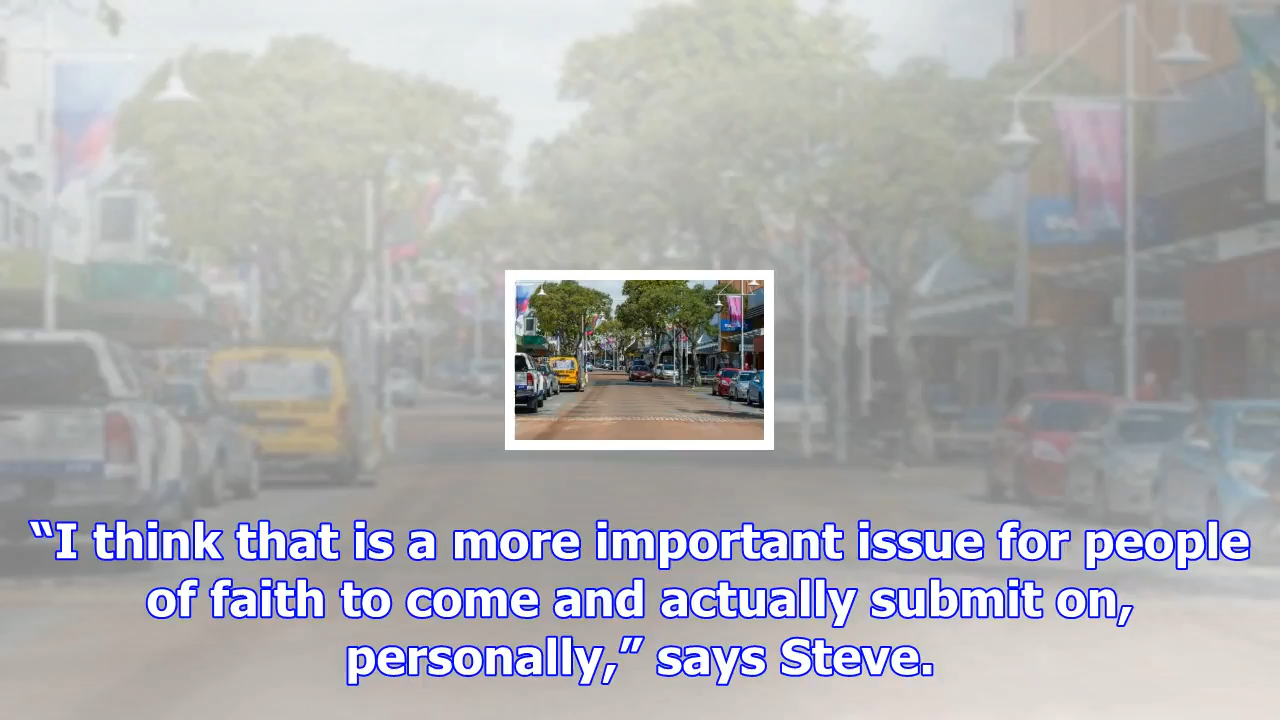 “I think that is a more important issue for people
of faith to come and actually submit on,
personally,” says Steve.